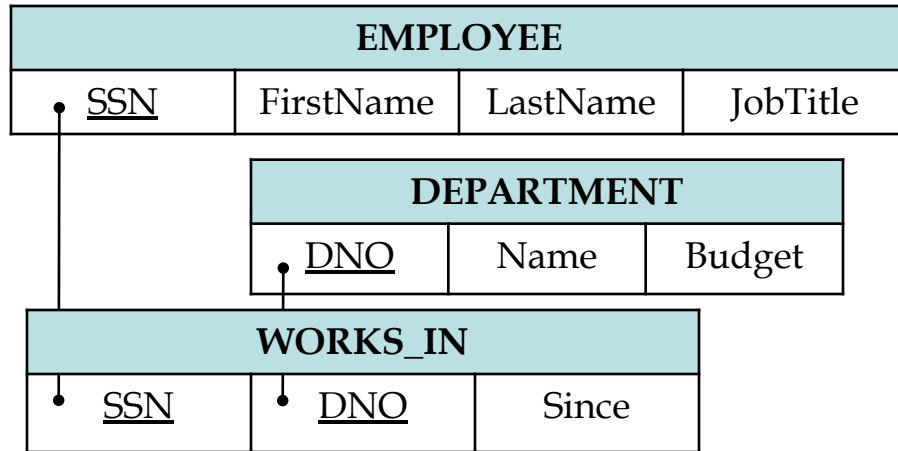 EMPLOYEE
SSN FirstName LastName JobTitle
DEPARTMENT
DNO Name Budget
WORKS_IN
SSN DNO Since